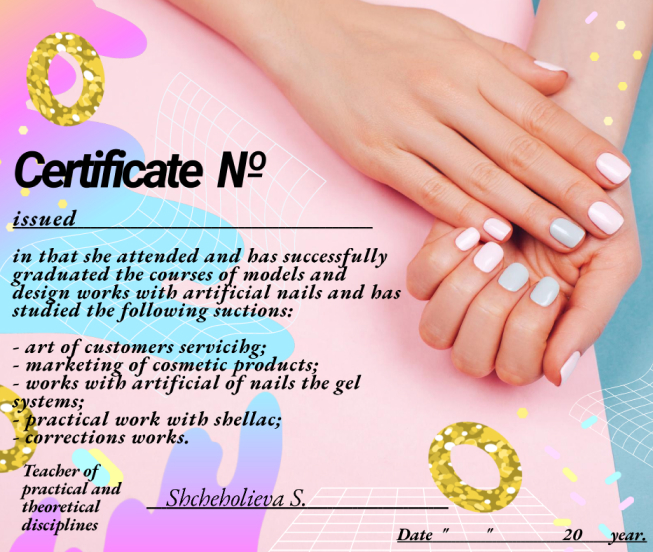 Certificate Nº
issued
in that she attended and has successfully
graduated the courses of models and
design works with artificial nails and has
studied the following suctions:
- art of customers servicihg;
- marketing of cosmetic products;
- works with artificial of nails the gel
systems;
- practical work with shellac;
- corrections works.
Teacher of
practical and
theoretical
disciplines
Shcheholieva S.
Date " " 20 year.